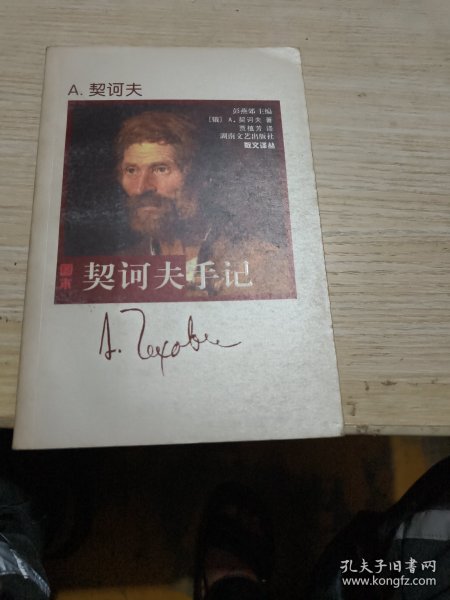 A. 契诃夫
彭燕郊 主编
〔俄〕 A. 契诃夫 著
贾植芳 译
湖南文艺出版社
散文译丛
契诃夫手记
A. Чехов
孔夫子旧书网
www.kongfz.com